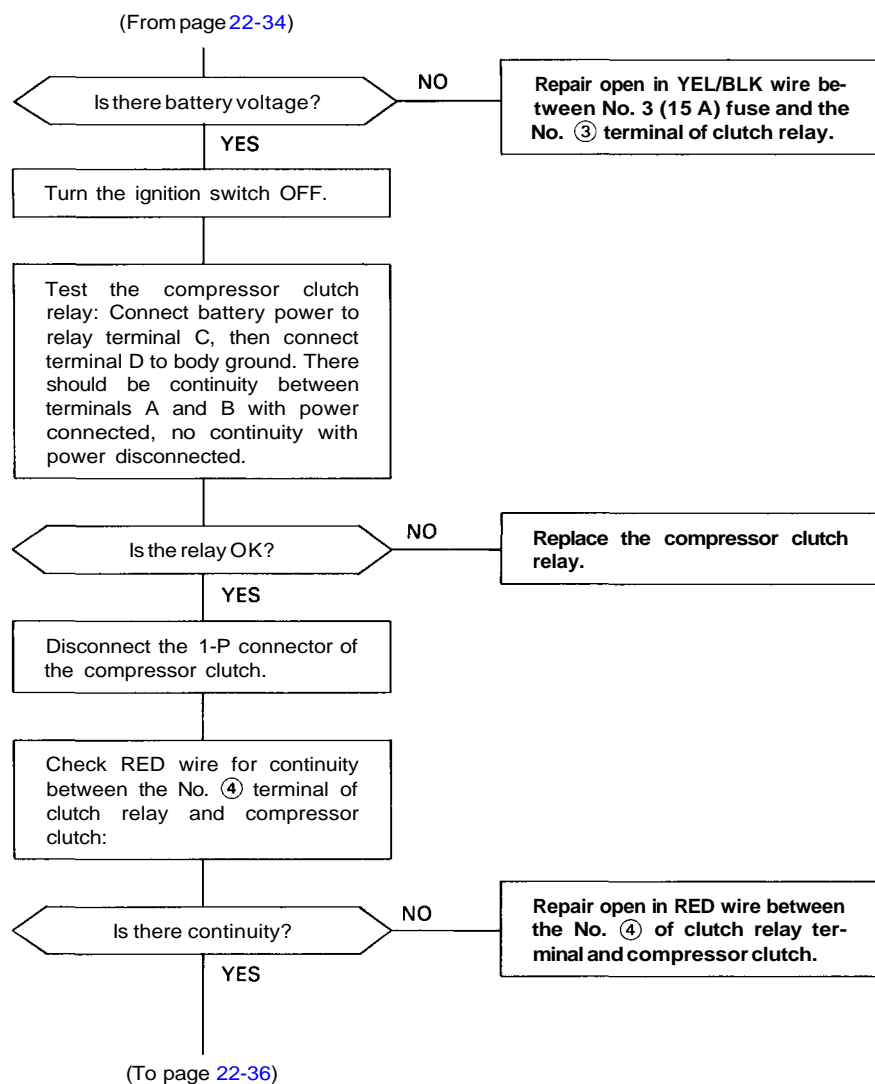 (From page 22-34)
Is there battery voltage?
NO
Repair open in YEL/BLK wire be-
tween No. 3 (15 A) fuse and the
No. ③ terminal of clutch relay.
YES
Turn the ignition switch OFF.
Test the compressor clutch
relay: Connect battery power to
relay terminal C, then connect
terminal D to body ground. There
should be continuity between
terminals A and B with power
connected, no continuity with
power disconnected.
Is the relay OK?
NO
Replace the compressor clutch
relay.
YES
Disconnect the 1-P connector of
the compressor clutch.
Check RED wire for continuity
between the No. ④ terminal of
clutch relay and compressor
clutch:
Is there continuity?
NO
Repair open in RED wire between
the No. ④ of clutch relay ter-
minal and compressor clutch.
YES
(To page 22-36)